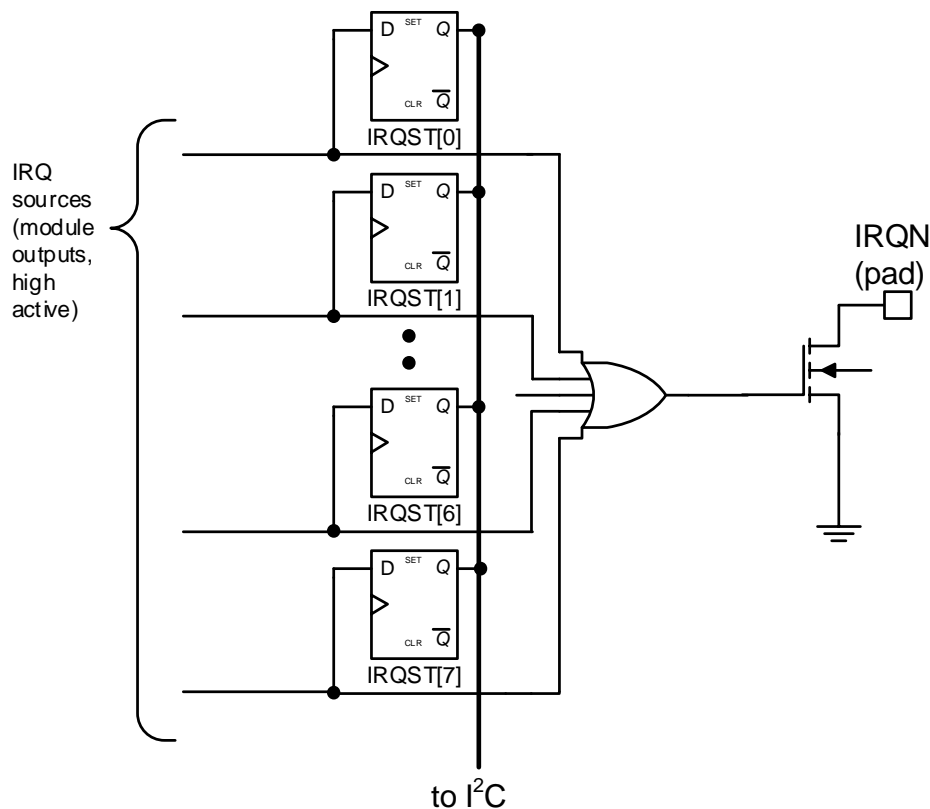 D SET Q
CLR Q̅
IRQST[0]
IRQ
sources
(module
outputs,
high
active)
D SET Q
CLR Q̅
IRQST[1]
IRQN
(pad)
D SET Q
CLR Q̅
IRQST[6]
D SET Q
CLR Q̅
IRQST[7]
to I²C